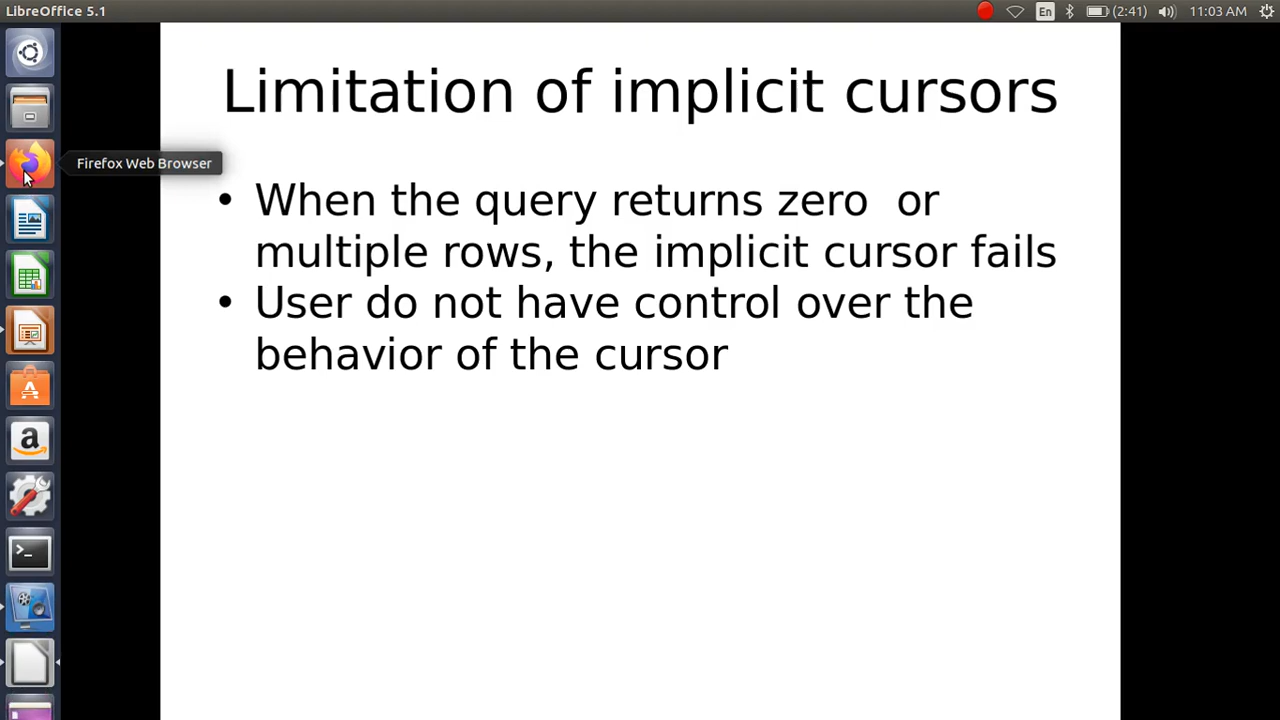 LibreOffice 5.1
En
(2:41)
11:03 AM
Limitation of implicit cursors
Firefox Web Browser
• When the query returns zero  or
multiple rows, the implicit cursor fails
• User do not have control over the
behavior of the cursor